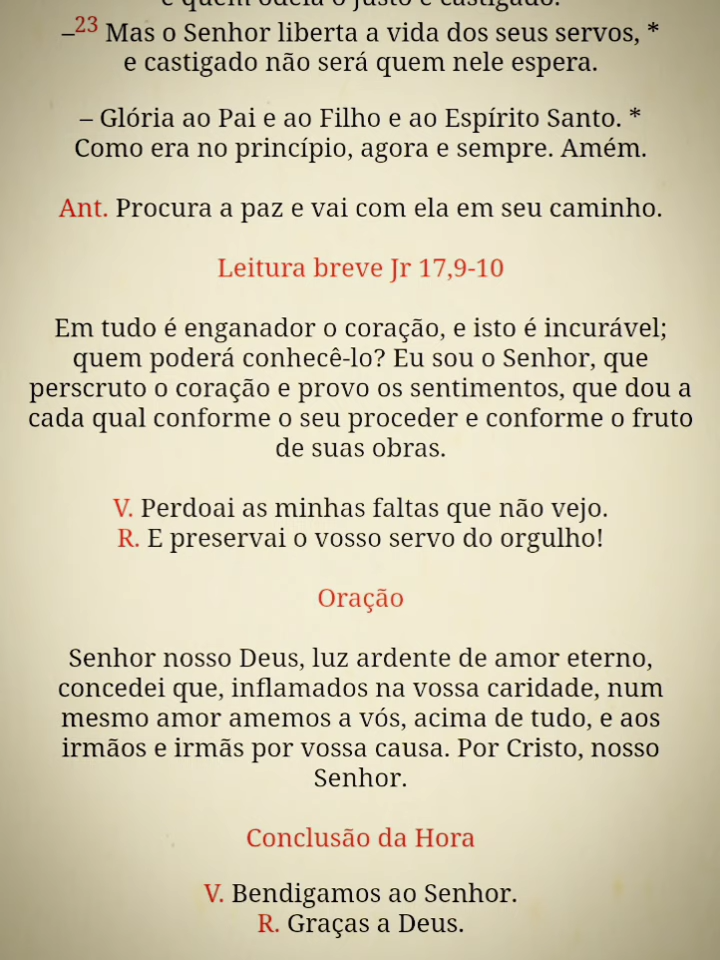 e quem odeia o justo é castigado.
–23 Mas o Senhor liberta a vida dos seus servos, *
e castigado não será quem nele espera.
– Glória ao Pai e ao Filho e ao Espírito Santo. *
Como era no princípio, agora e sempre. Amém.
Ant. Procura a paz e vai com ela em seu caminho.
Leitura breve Jr 17,9-10
Em tudo é enganador o coração, e isto é incurável;
quem poderá conhecê-lo? Eu sou o Senhor, que
perscruto o coração e provo os sentimentos, que dou a
cada qual conforme o seu proceder e conforme o fruto
de suas obras.
V. Perdoai as minhas faltas que não vejo.
R. E preservai o vosso servo do orgulho!
Oração
Senhor nosso Deus, luz ardente de amor eterno,
concedei que, inflamados na vossa caridade, num
mesmo amor amemos a vós, acima de tudo, e aos
irmãos e irmãs por vossa causa. Por Cristo, nosso
Senhor.
Conclusão da Hora
V. Bendigamos ao Senhor.
R. Graças a Deus.